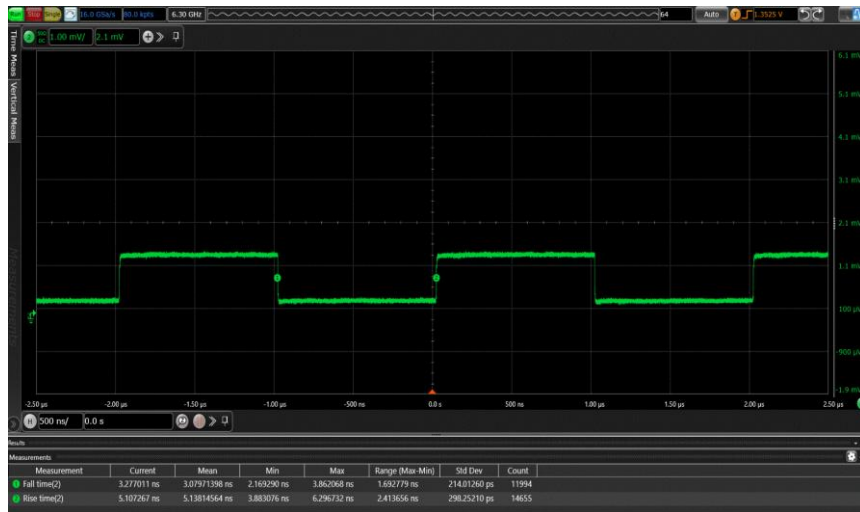 Run Stop Single 16.0 GSa/s 80.0 kpts 6.30 GHz 64 Auto T 1.3525 V
2 1.00 mV/ 2.1 mV
Time Meas
Vertical Meas
Measurements
6.1 mV
5.1 mV
4.1 mV
3.1 mV
2.1 mV
1.1 mV
100 µV
-900 µV
-1.9 mV
-2.50 µs -2.00 µs -1.50 µs -1.00 µs -500 ns 0.0 s 500 ns 1.00 µs 1.50 µs 2.00 µs 2.50 µs
H 500 ns/ 0.0 s
Results
Measurements
Measurement Current Mean Min Max Range (Max-Min) Std Dev Count
Fall time(2) 3.277011 ns 3.07971398 ns 2.169290 ns 3.862068 ns 1.692779 ns 214.01260 ps 11994
Rise time(2) 5.107267 ns 5.13814564 ns 3.883076 ns 6.296732 ns 2.413656 ns 298.25210 ps 14655